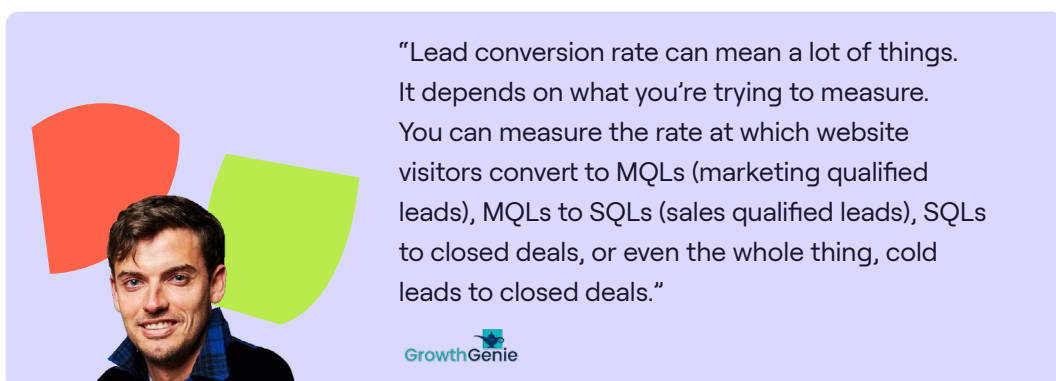 “Lead conversion rate can mean a lot of things.
It depends on what you’re trying to measure.
You can measure the rate at which website
visitors convert to MQLs (marketing qualified
leads), MQLs to SQLs (sales qualified leads), SQLs
to closed deals, or even the whole thing, cold
leads to closed deals.”
GrowthGenie